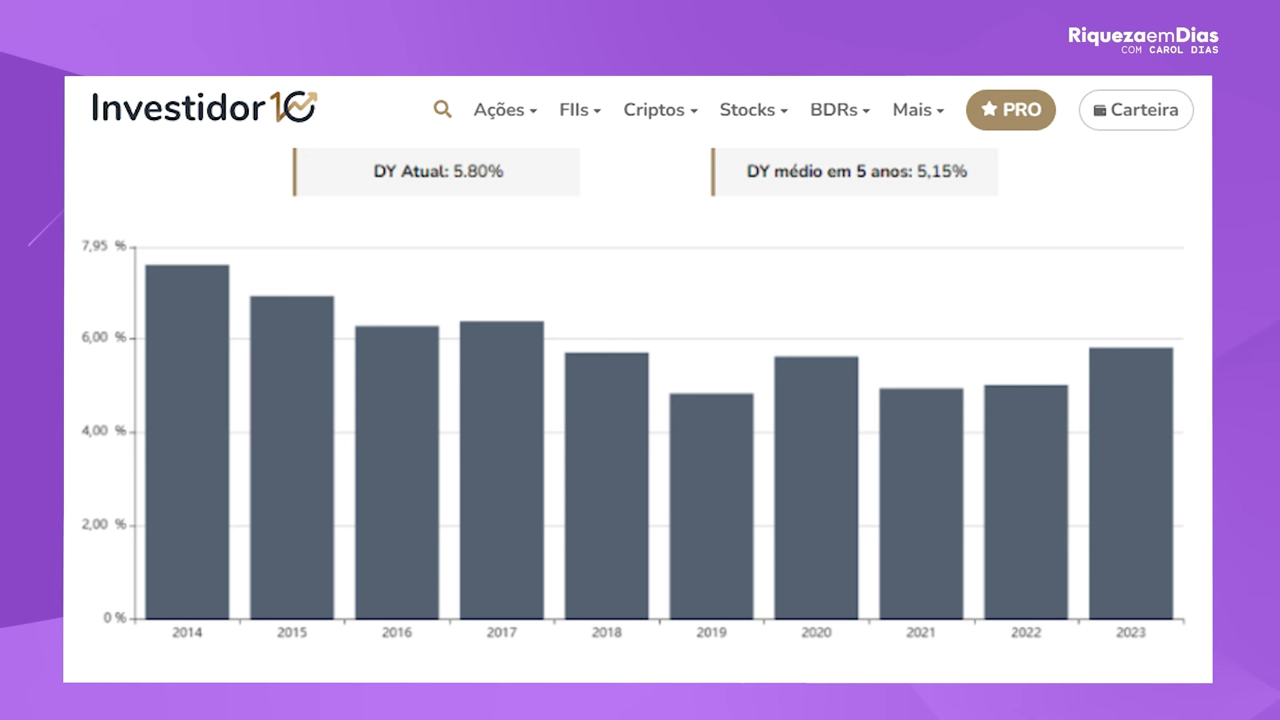 RiquezaemDias
COM CAROL DIAS
Investidor10
Ações FIIs Criptos Stocks BDRs Mais PRO Carteira
DY Atual: 5.80% DY médio em 5 anos: 5,15%
7,95 %
6,00 %
4,00 %
2,00 %
0 %
2014 2015 2016 2017 2018 2019 2020 2021 2022 2023